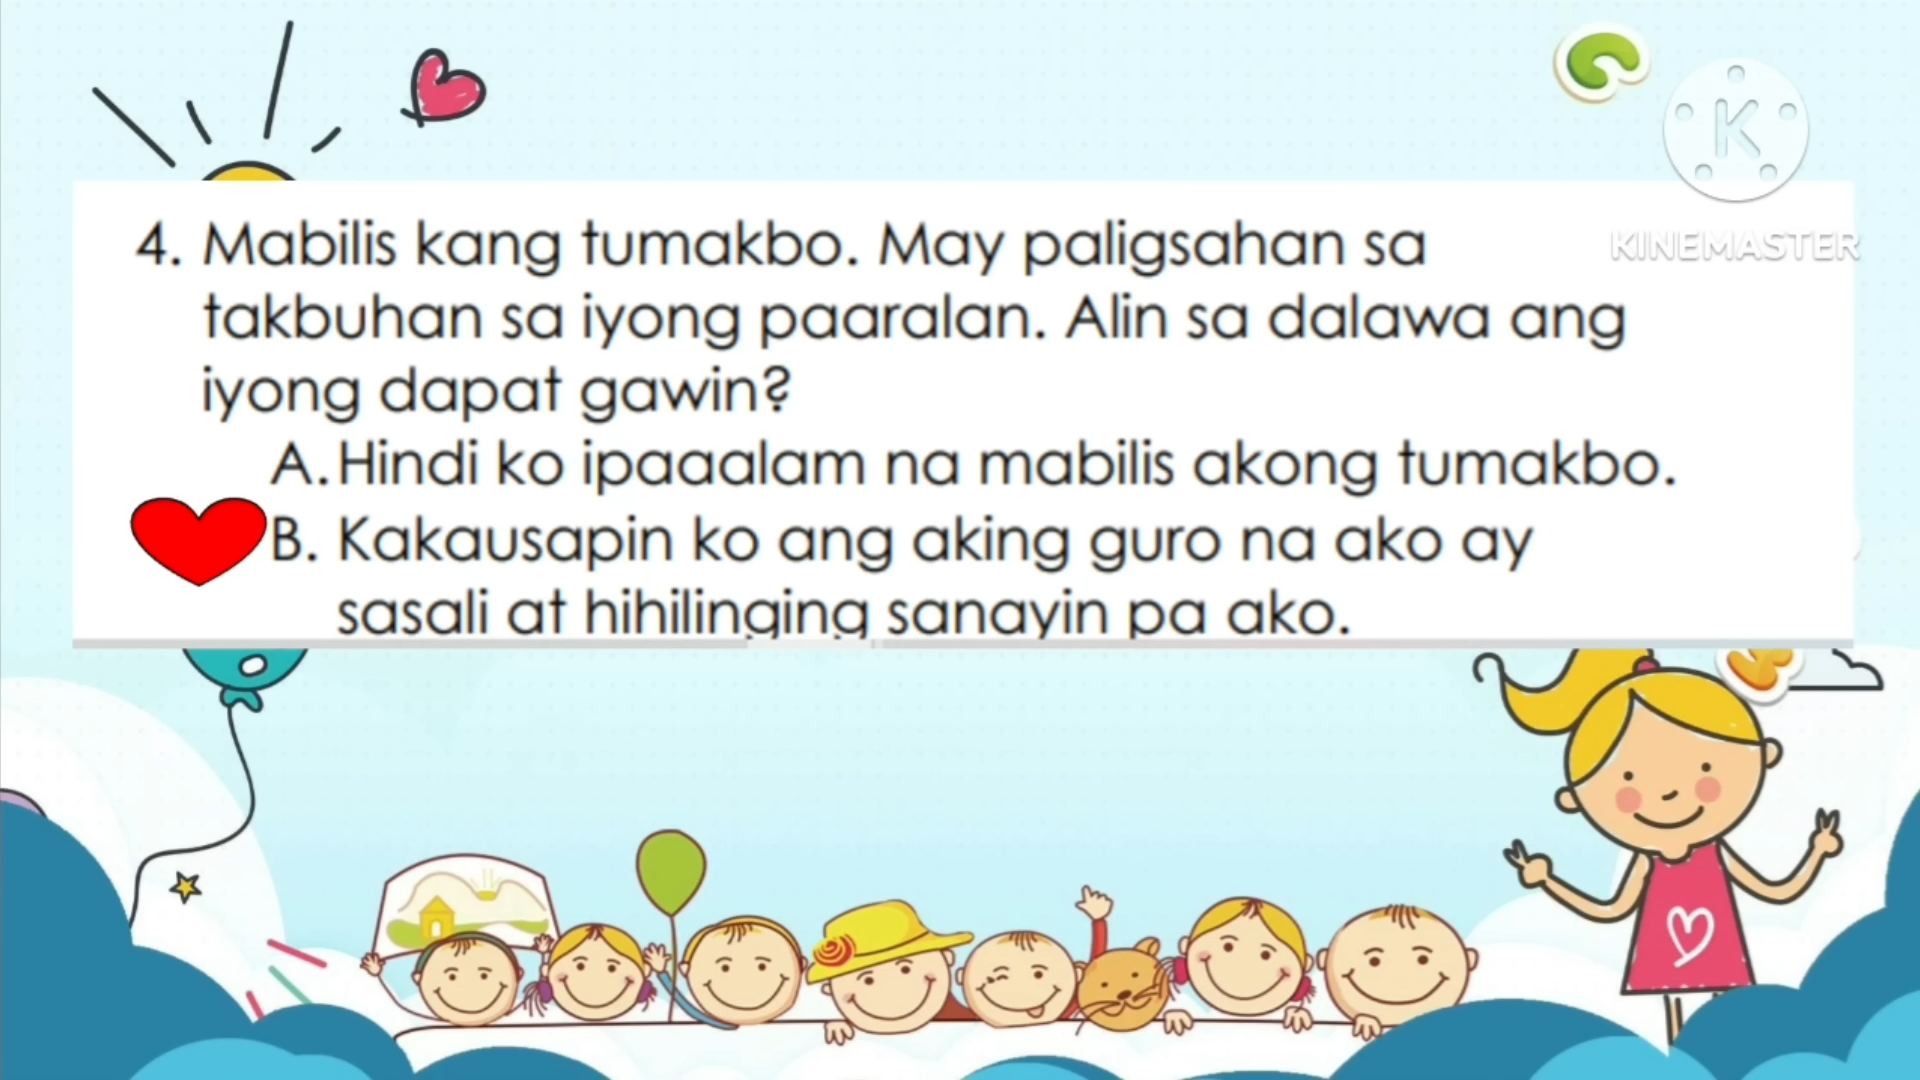 K
KINEMASTER
4. Mabilis kang tumakbo. May paligsahan sa
takbuhan sa iyong paaralan. Alin sa dalawa ang
iyong dapat gawin?
A. Hindi ko ipaaalam na mabilis akong tumakbo.
B. Kakausapin ko ang aking guro na ako ay
sasali at hihilinging sanayin pa ako.